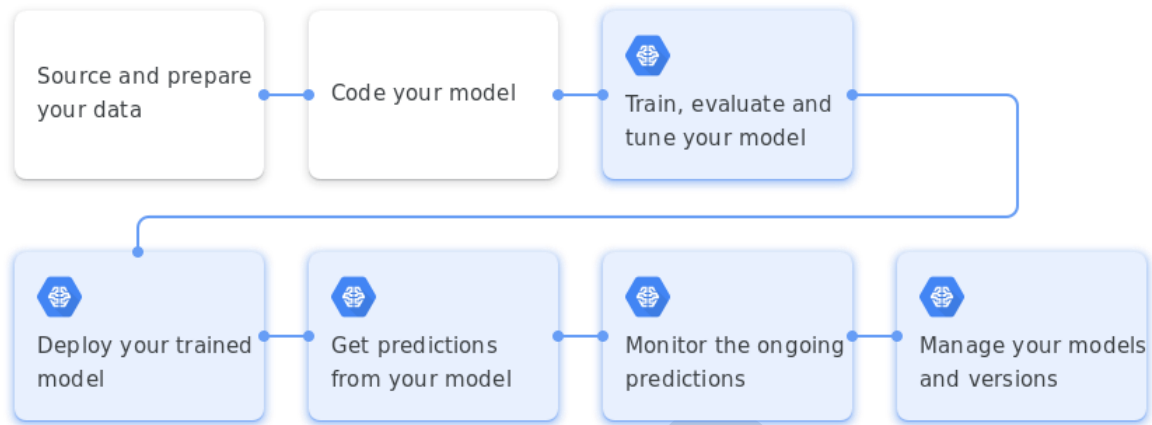 Source and prepare
your data
Code your model
Train, evaluate and
tune your model
Deploy your trained
model
Get predictions
from your model
Monitor the ongoing
predictions
Manage your models
and versions